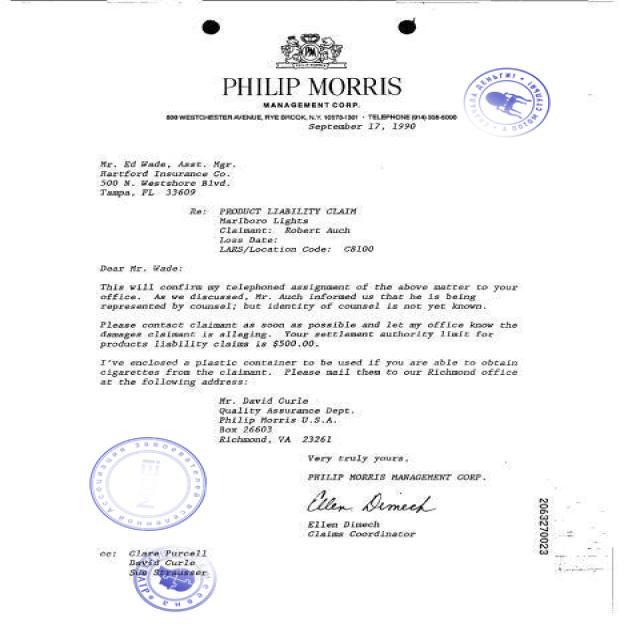 PM
PHILIP MORRIS
MANAGEMENT CORP.
800 WESTCHESTER AVENUE, RYE BROOK, N.Y. 10573-1301 • TELEPHONE (914) 335-5000
September 17, 1990
СНАЧАЛА ДЕНЬГИ! • А ПОТОМ СТУЛЬЯ!
Mr. Ed Wade, Asst. Mgr.
Hartford Insurance Co.
500 N. Westshore Blvd.
Tampa, FL 33609
Re: PRODUCT LIABILITY CLAIM
Marlboro Lights
Claimant: Robert Auch
Loss Date:
LARS/Location Code: C8100
Dear Mr. Wade:
This will confirm my telephoned assignment of the above matter to your
office. As we discussed, Mr. Auch informed us that he is being
represented by counsel; but identity of counsel is not yet known.
Please contact claimant as soon as possible and let my office know the
damages claimant is alleging. Your settlement authority limit for
products liability claims is $500.00.
I've enclosed a plastic container to be used if you are able to obtain
cigarettes from the claimant. Please mail them to our Richmond office
at the following address:
Mr. David Curle
Quality Assurance Dept.
Philip Morris U.S.A.
Box 26603
Richmond, VA 23261
Very truly yours,
PHILIP MORRIS MANAGEMENT CORP.
Ellen Dimech
Ellen Dimech
Claims Coordinator
Ассоциация завоевателей вселенной
cc: Clare Purcell
David Curle
Sue Strausser
2063270023